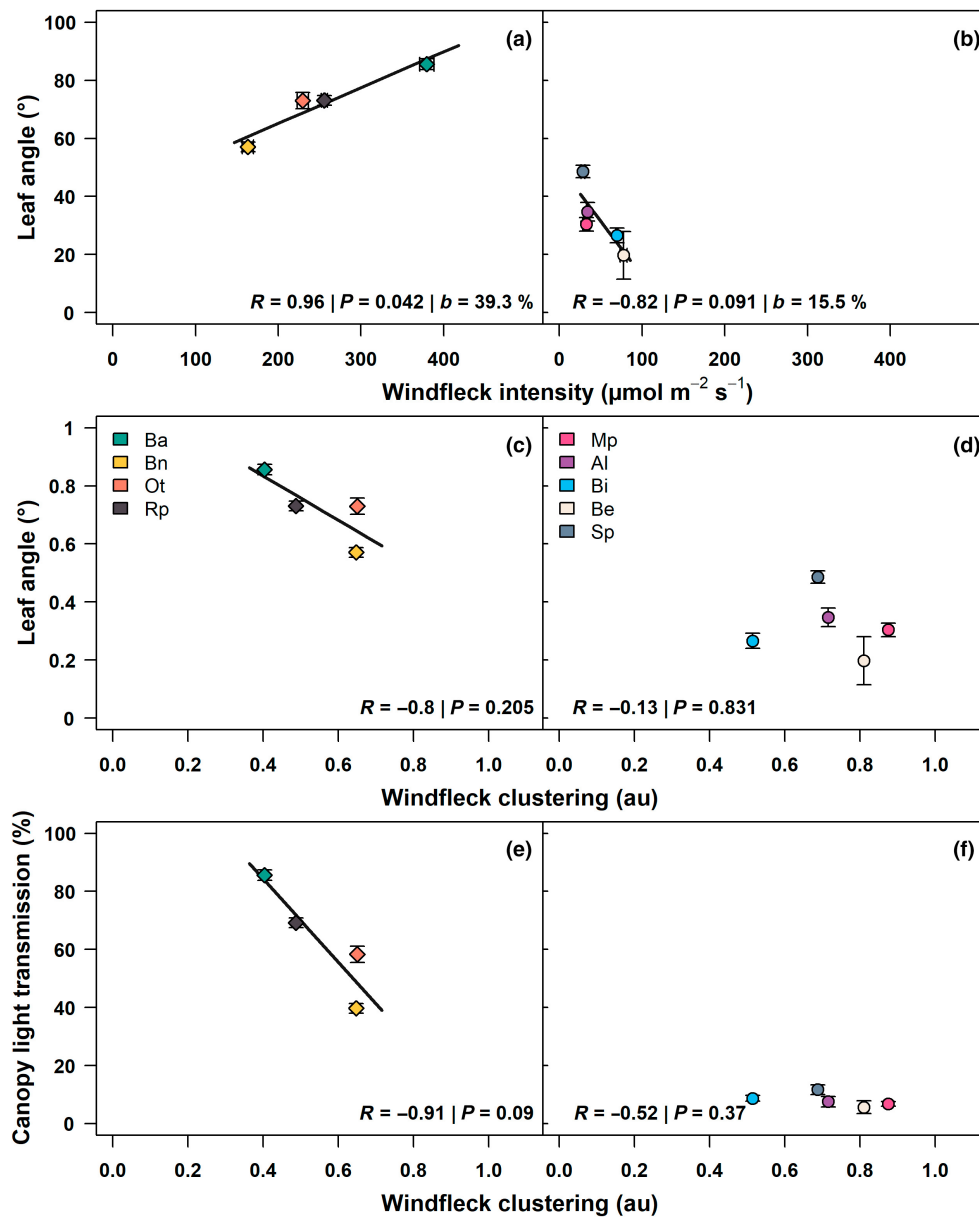 (a)
(b)
Leaf angle (°)
100
80
60
40
20
0
R = 0.96 | P = 0.042 | b = 39.3 %
R = −0.82 | P = 0.091 | b = 15.5 %
0 100 200 300 400
0 100 200 300 400
Windfleck intensity (µmol m⁻² s⁻¹)
(c)
(d)
Leaf angle (°)
1
0.8
0.6
0.4
0.2
0
Ba
Bn
Ot
Rp
Mp
Al
Bi
Be
Sp
R = −0.8 | P = 0.205
R = −0.13 | P = 0.831
0.0 0.2 0.4 0.6 0.8 1.0
0.0 0.2 0.4 0.6 0.8 1.0
Windfleck clustering (au)
(e)
(f)
Canopy light transmission (%)
100
80
60
40
20
0
R = −0.91 | P = 0.09
R = −0.52 | P = 0.37
0.0 0.2 0.4 0.6 0.8 1.0
0.0 0.2 0.4 0.6 0.8 1.0
Windfleck clustering (au)